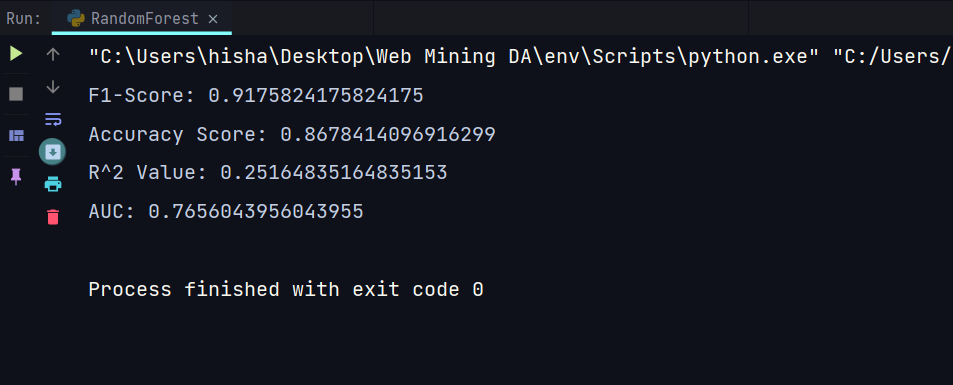 Run: RandomForest ×
"C:\Users\hisha\Desktop\Web Mining DA\env\Scripts\python.exe" "C:/Users/
F1-Score: 0.9175824175824175
Accuracy Score: 0.8678414096916299
R^2 Value: 0.25164835164835153
AUC: 0.7656043956043955
Process finished with exit code 0